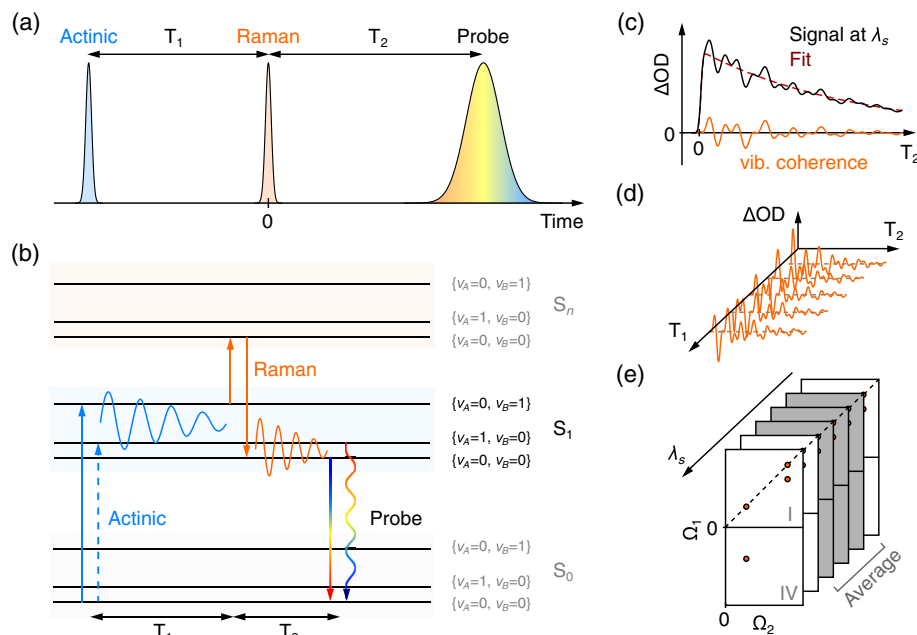 (a)
Actinic
T1
Raman
T2
Probe
0
Time
(b)
{vA=0, vB=1}
{vA=1, vB=0}
{vA=0, vB=0}
Sn
Raman
{vA=0, vB=1}
{vA=1, vB=0}
{vA=0, vB=0}
S1
Actinic
Probe
{vA=0, vB=1}
{vA=1, vB=0}
{vA=0, vB=0}
S0
T1
T2
(c)
Signal at λs
Fit
ΔOD
0
0
T2
vib. coherence
(d)
ΔOD
T2
T1
(e)
λs
Ω1
0
I
IV
0
Ω2
Average